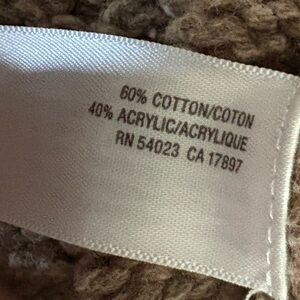 60% COTTON/COTON
40% ACRYLIC/ACRYLIQUE
RN 54023 CA 17897